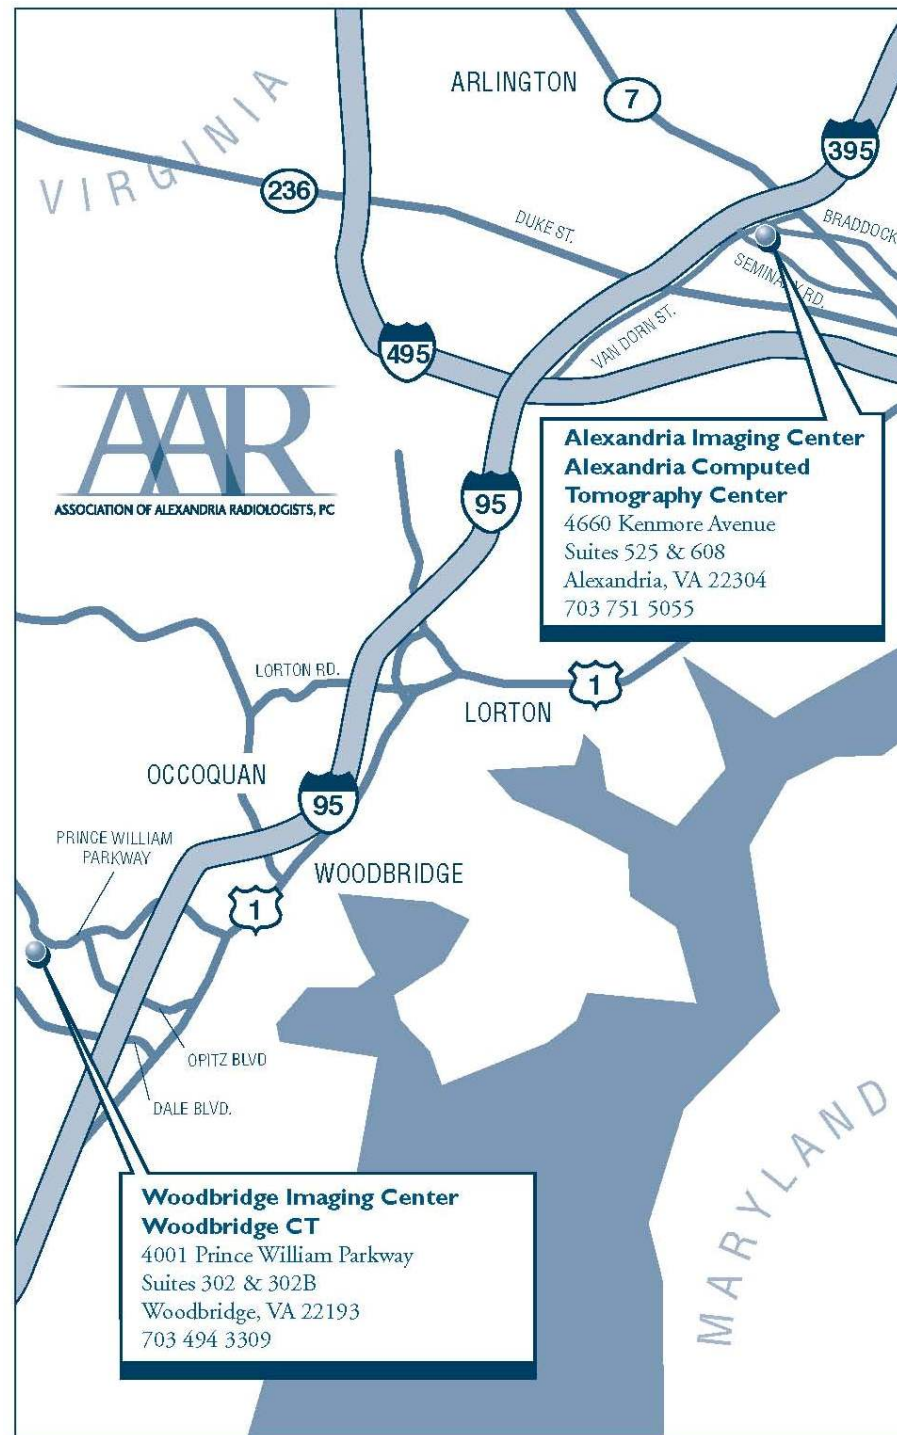 ARLINGTON
7
395
VIRGINIA
236
DUKE ST.
BRADDOCK
SEMINARY RD.
VAN DORN ST.
495
AAR
ASSOCIATION OF ALEXANDRIA RADIOLOGISTS, PC
Alexandria Imaging Center
Alexandria Computed
Tomography Center
4660 Kenmore Avenue
Suites 525 & 608
Alexandria, VA 22304
703 751 5055
95
LORTON RD.
1
LORTON
OCCOQUAN
95
PRINCE WILLIAM
PARKWAY
WOODBRIDGE
1
OPITZ BLVD
DALE BLVD.
MARYLAND
Woodbridge Imaging Center
Woodbridge CT
4001 Prince William Parkway
Suites 302 & 302B
Woodbridge, VA 22193
703 494 3309